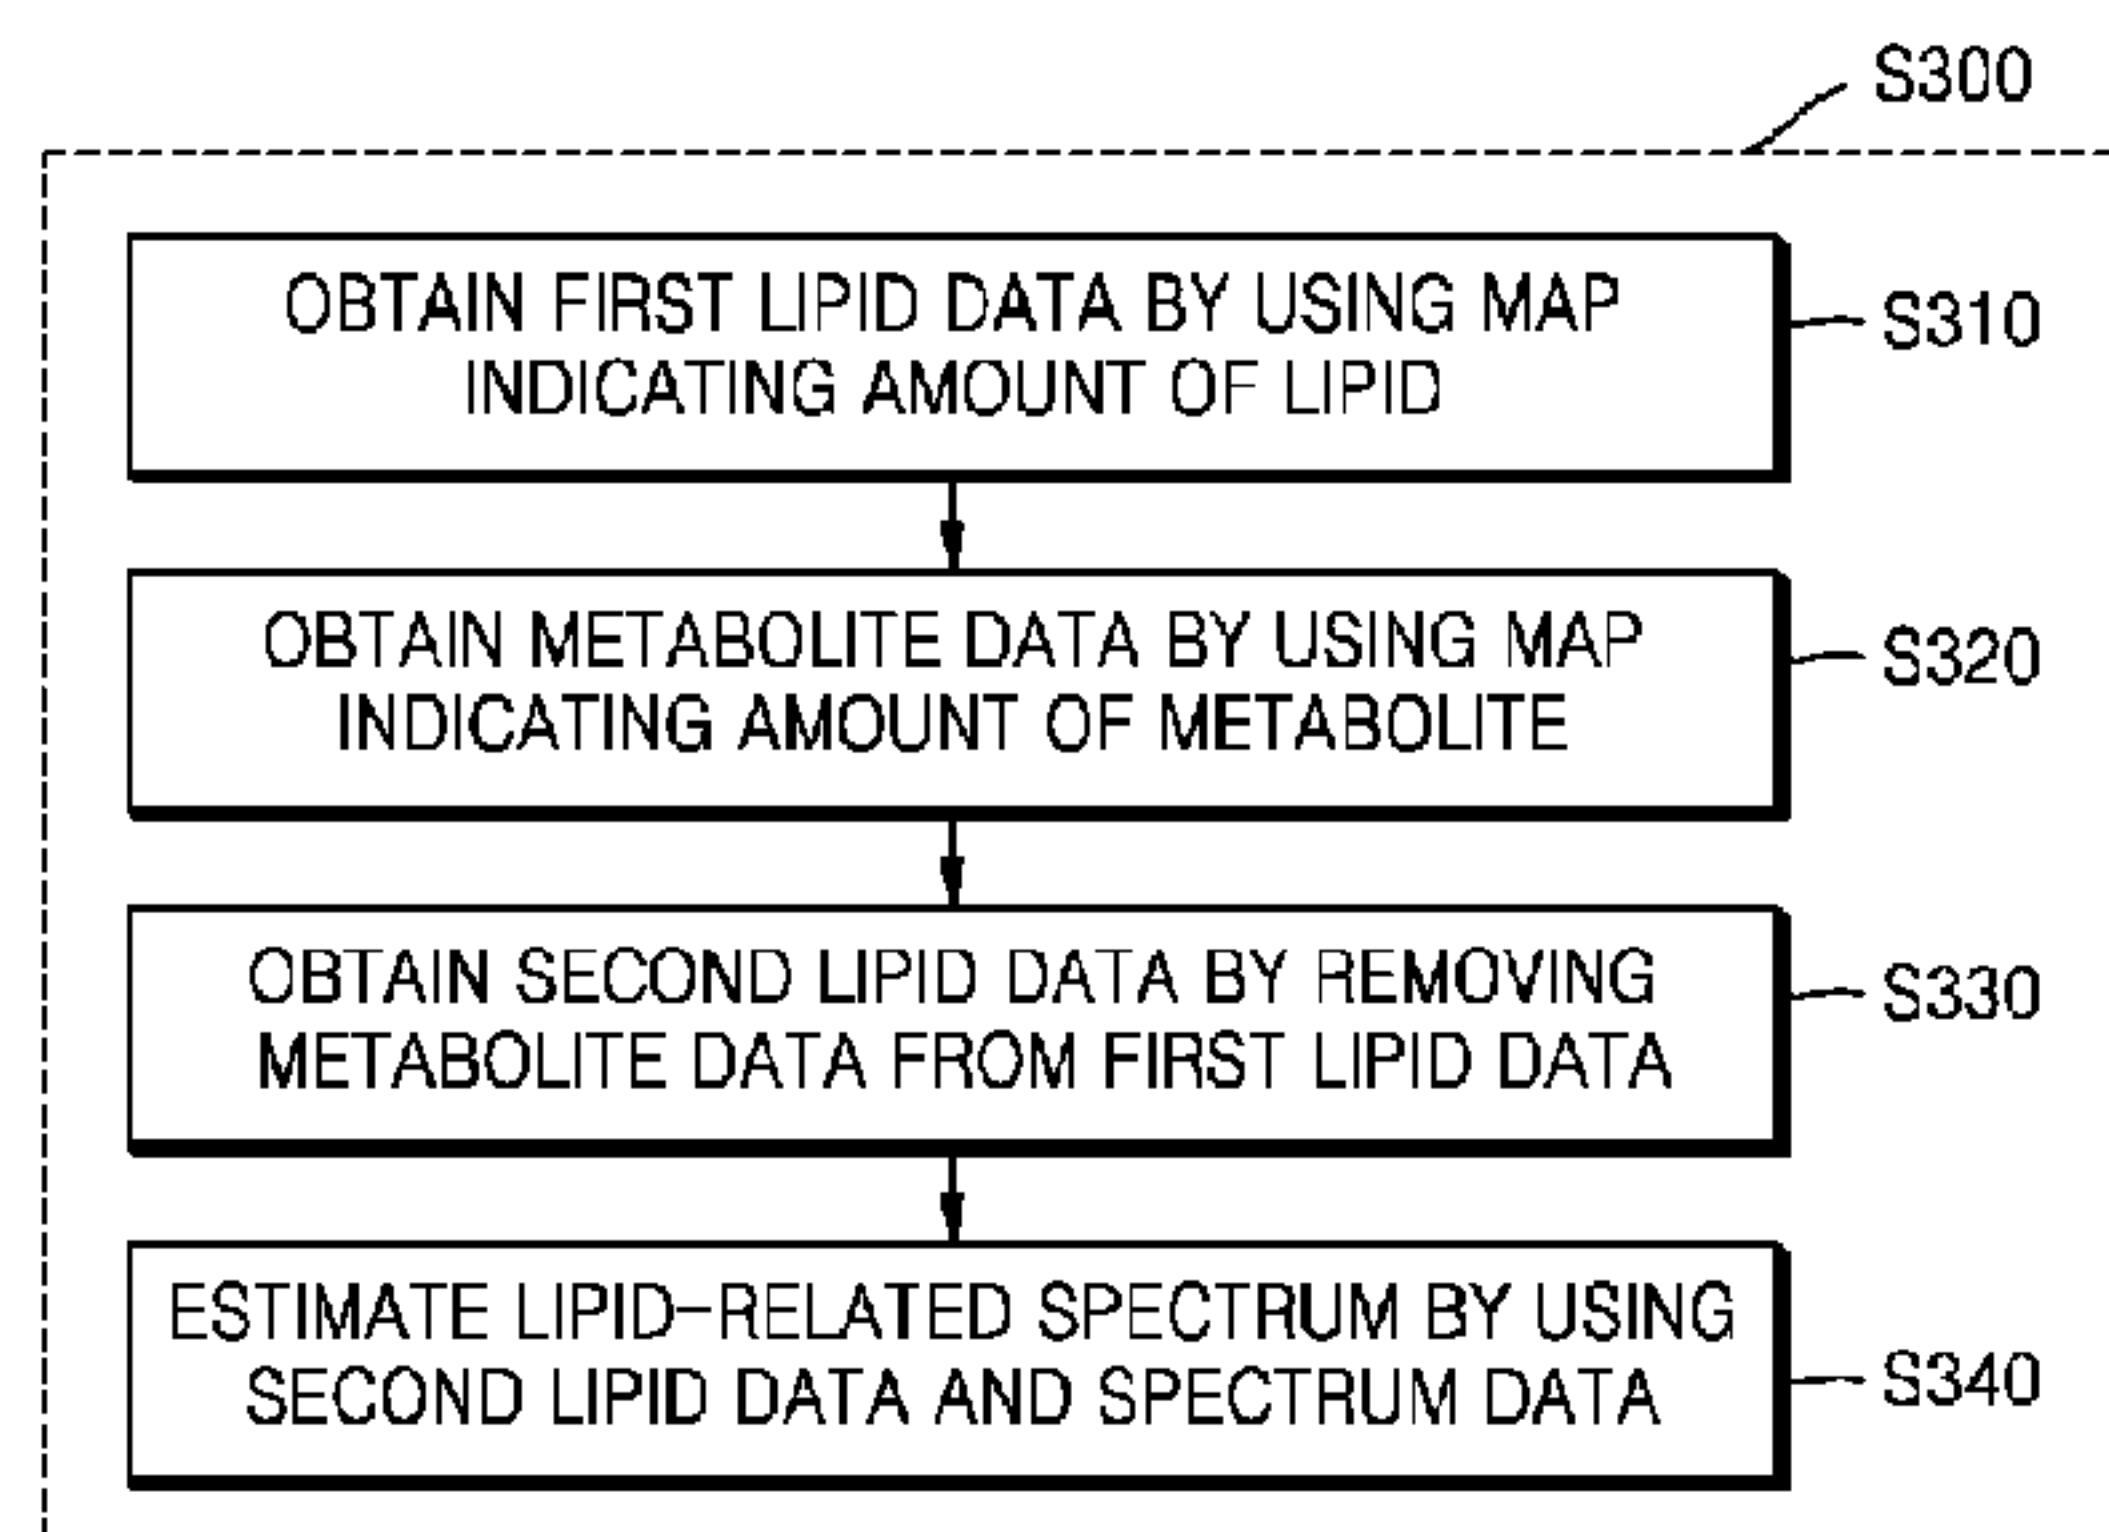 S300
OBTAIN FIRST LIPID DATA BY USING MAP
INDICATING AMOUNT OF LIPID
S310
OBTAIN METABOLITE DATA BY USING MAP
INDICATING AMOUNT OF METABOLITE
S320
OBTAIN SECOND LIPID DATA BY REMOVING
METABOLITE DATA FROM FIRST LIPID DATA
S330
ESTIMATE LIPID-RELATED SPECTRUM BY USING
SECOND LIPID DATA AND SPECTRUM DATA
S340